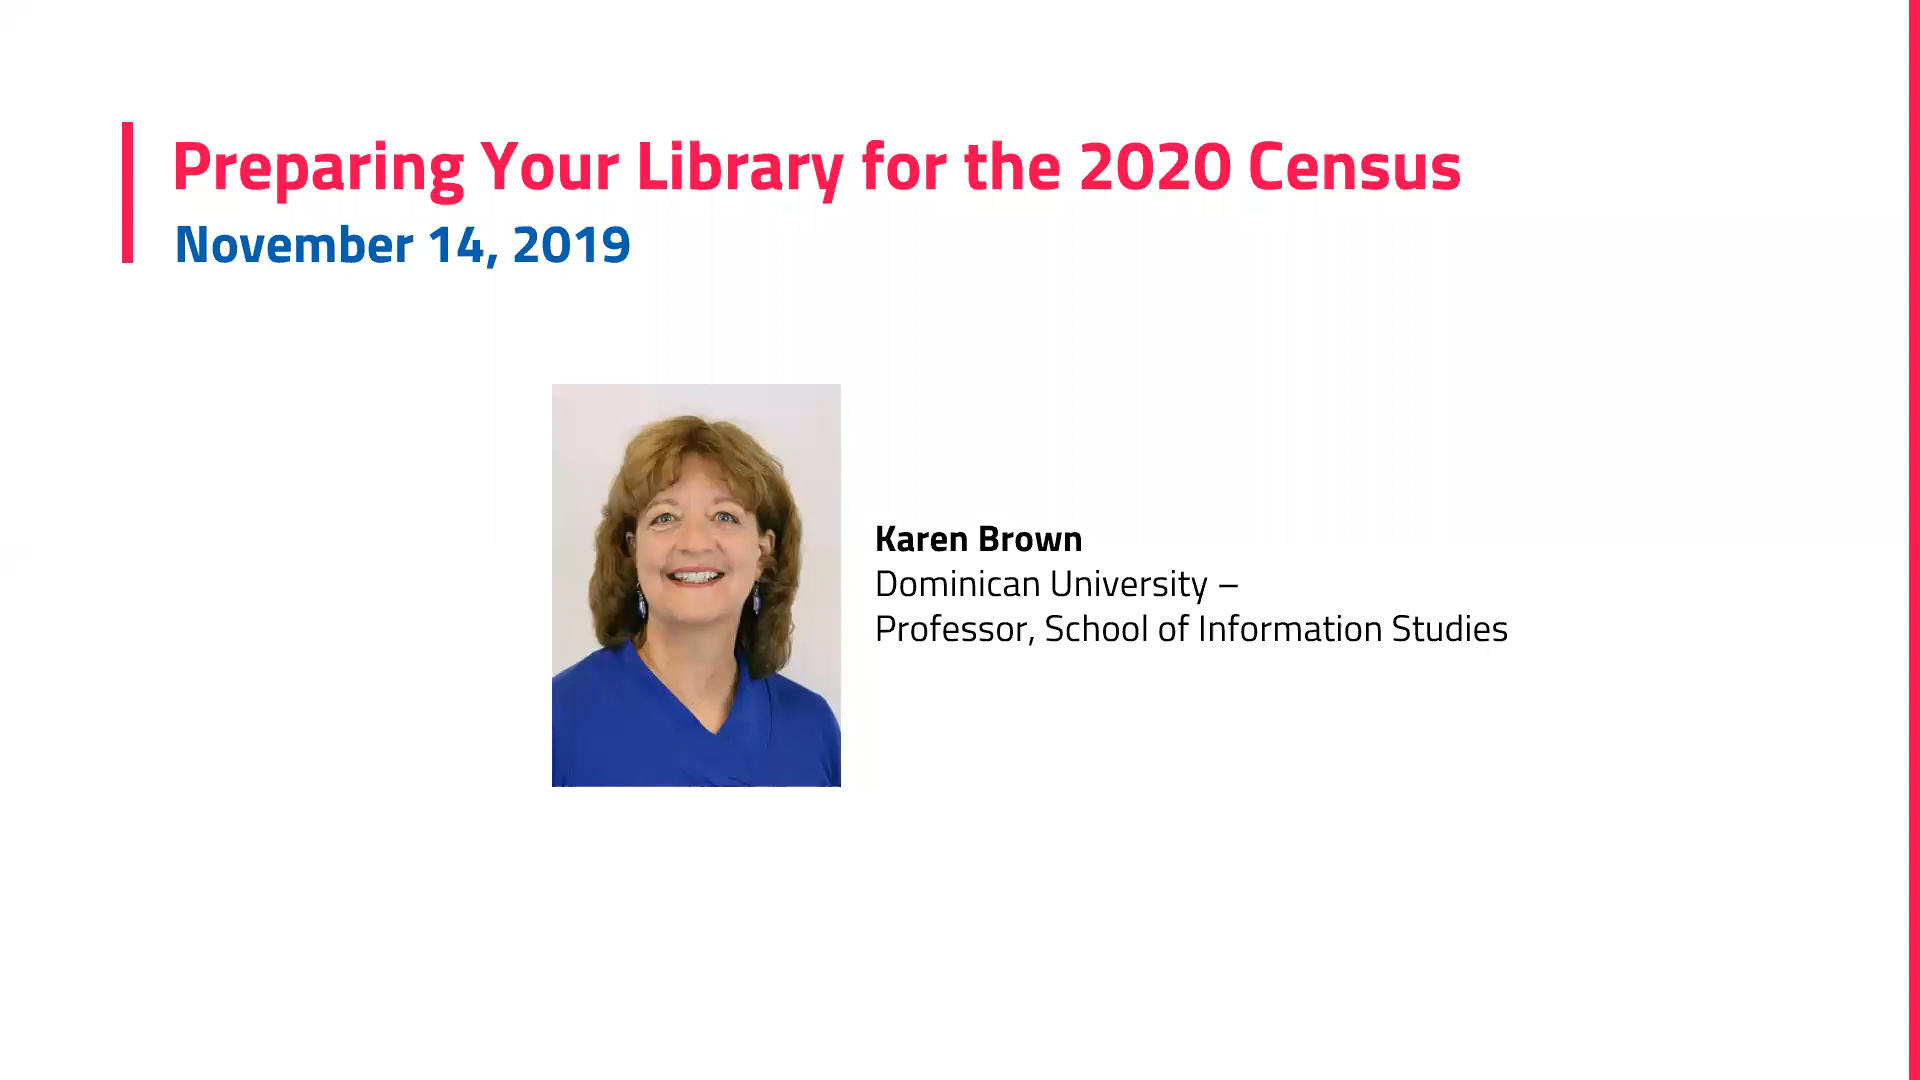 Preparing Your Library for the 2020 Census
November 14, 2019
Karen Brown
Dominican University –
Professor, School of Information Studies